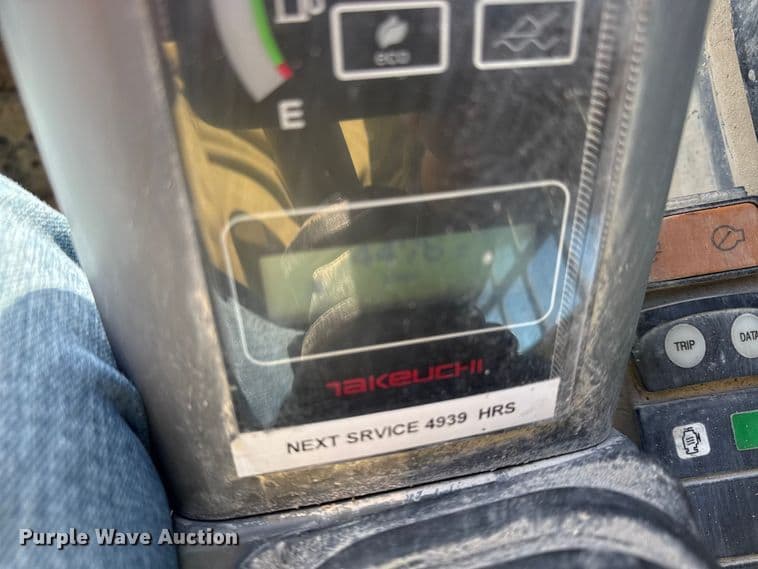 eco
E
TAKEUCHI
NEXT SRVICE 4939 HRS
TRIP
DATA
Purple Wave Auction